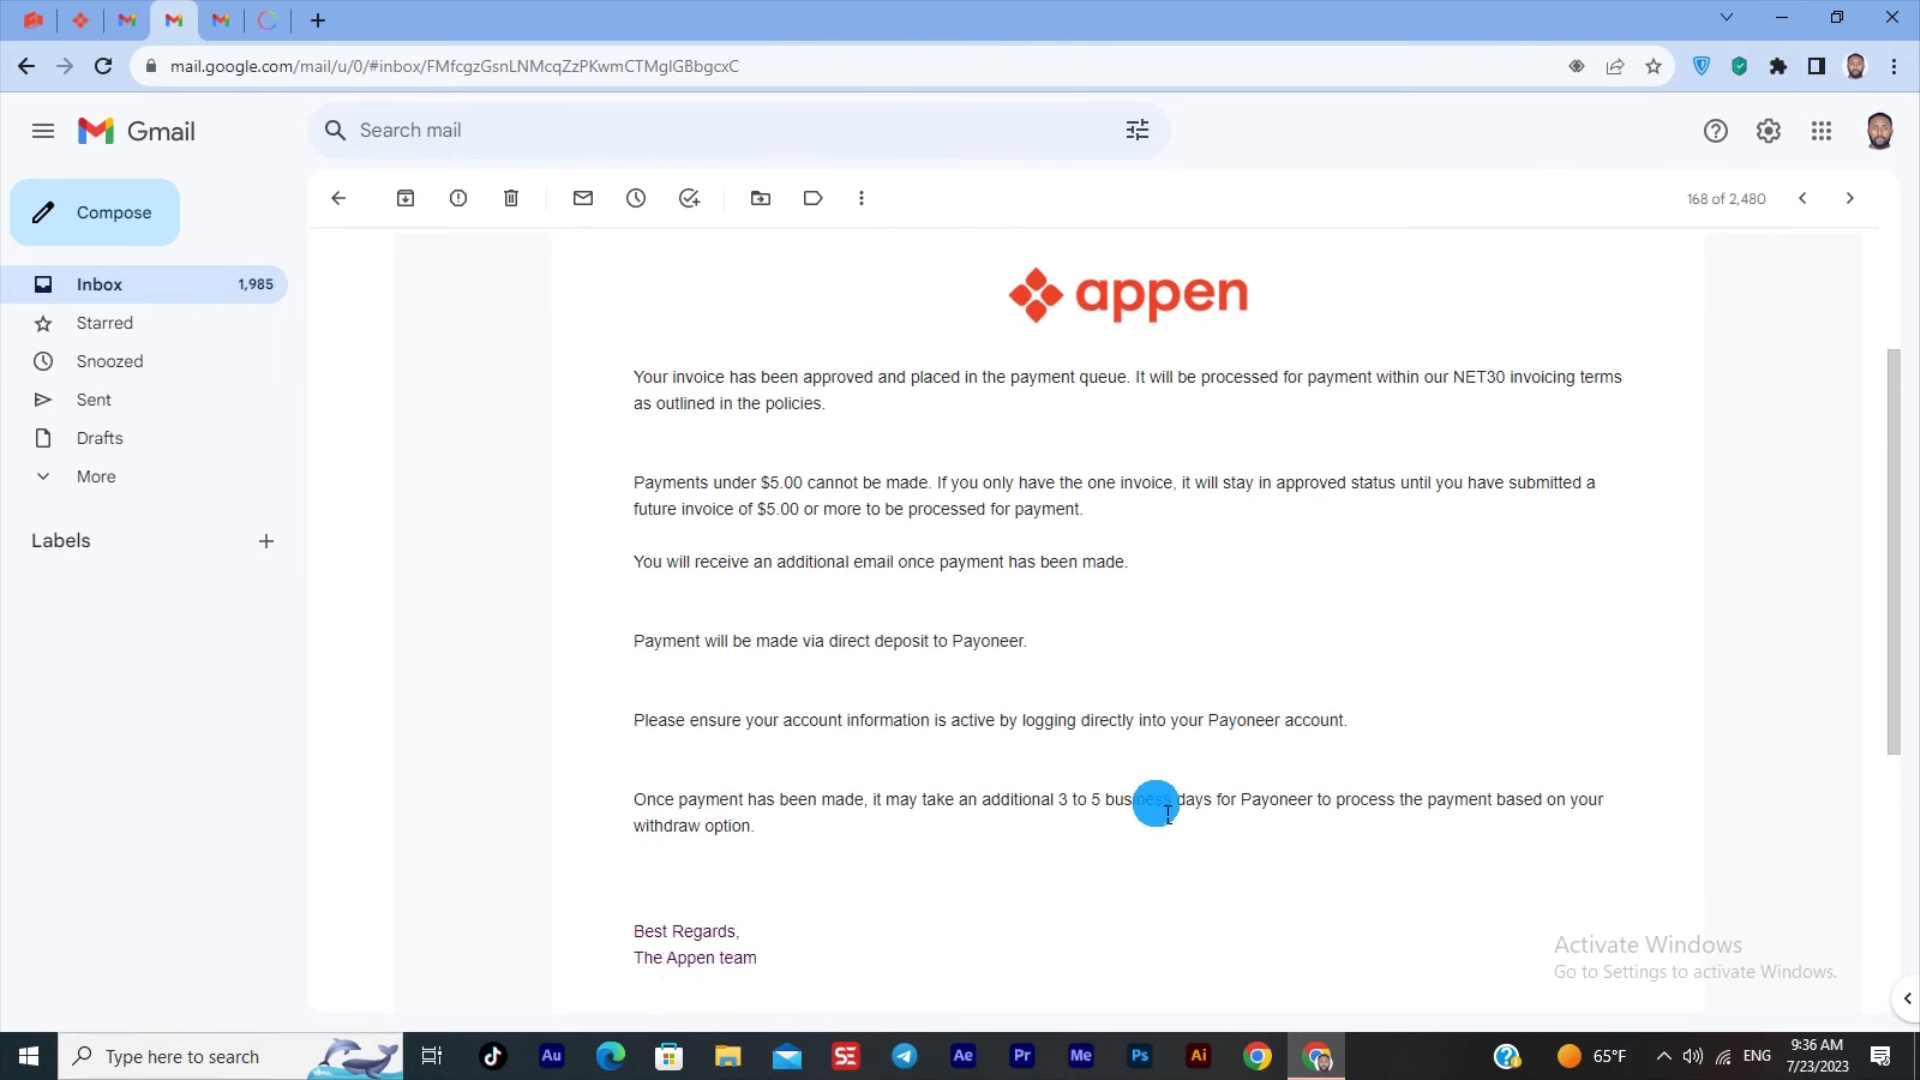 mail.google.com/mail/u/0/#inbox/FMfcgzGsnLNMcqZzPKwmCTMglGBbgcxC
Gmail
Search mail
Compose
168 of 2,480
Inbox 1,985
Starred
Snoozed
Sent
Drafts
More
Labels
appen
Your invoice has been approved and placed in the payment queue. It will be processed for payment within our NET30 invoicing terms
as outlined in the policies.
Payments under $5.00 cannot be made. If you only have the one invoice, it will stay in approved status until you have submitted a
future invoice of $5.00 or more to be processed for payment.
You will receive an additional email once payment has been made.
Payment will be made via direct deposit to Payoneer.
Please ensure your account information is active by logging directly into your Payoneer account.
Once payment has been made, it may take an additional 3 to 5 business days for Payoneer to process the payment based on your
withdraw option.
Best Regards,
The Appen team
Activate Windows
Go to Settings to activate Windows.
Type here to search
Au
SE
Ae
Pr
Me
Ps
Ai
65°F
ENG
9:36 AM
7/23/2023